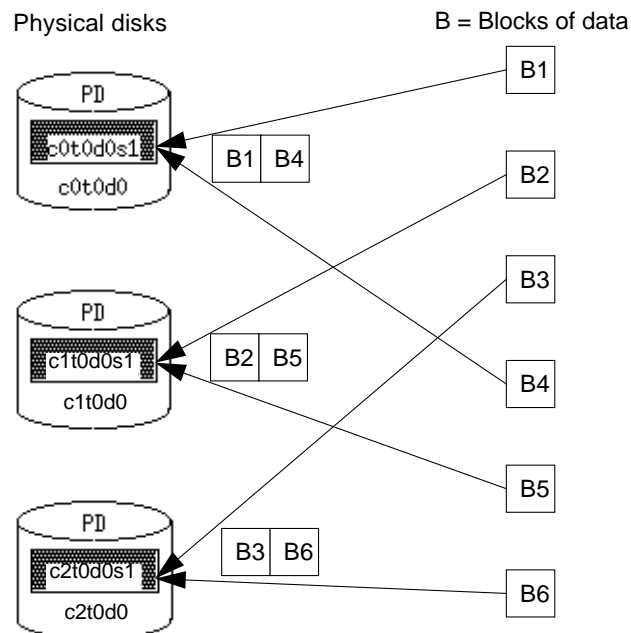 Physical disks
B = Blocks of data
PD
c0t0d0s1
c0t0d0
B1 B4
PD
c1t0d0s1
c1t0d0
B2 B5
PD
c2t0d0s1
c2t0d0
B3 B6
B1
B2
B3
B4
B5
B6